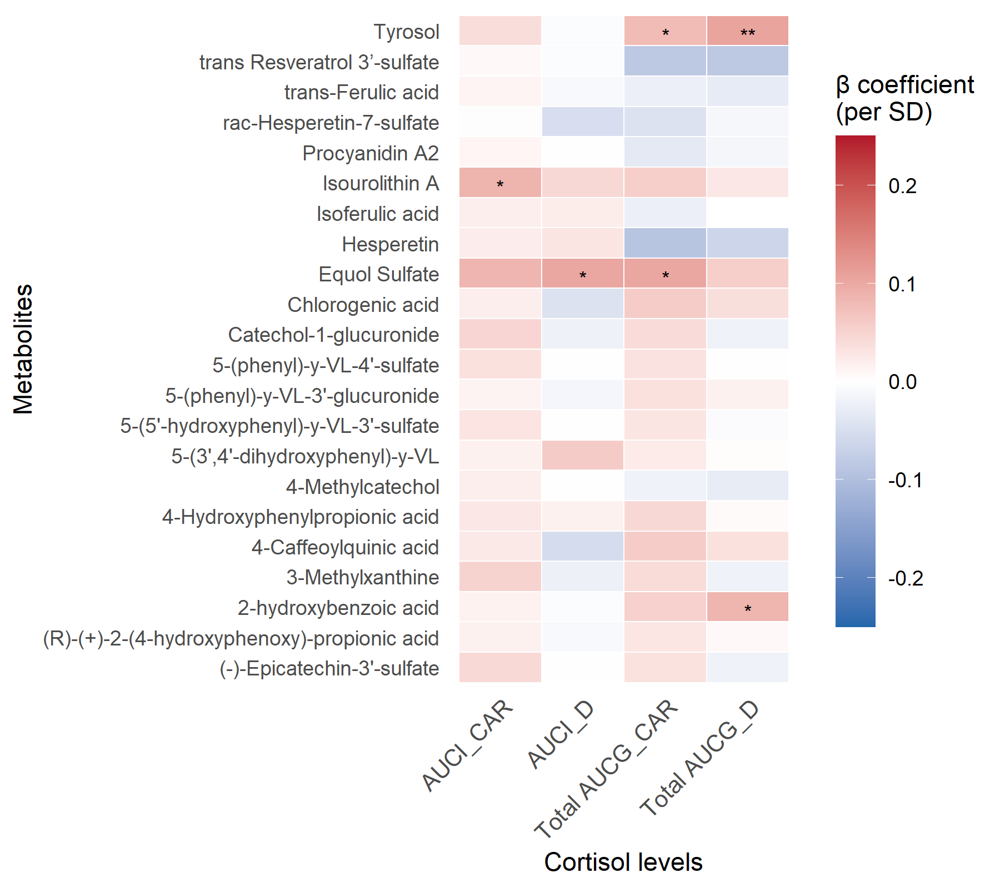 Tyrosol * **
trans Resveratrol 3’-sulfate
trans-Ferulic acid
rac-Hesperetin-7-sulfate
Procyanidin A2
Isourolithin A *
Isoferulic acid
Hesperetin
Equol Sulfate * *
Chlorogenic acid
Catechol-1-glucuronide
5-(phenyl)-y-VL-4'-sulfate
5-(phenyl)-y-VL-3'-glucuronide
5-(5'-hydroxyphenyl)-y-VL-3'-sulfate
5-(3',4'-dihydroxyphenyl)-y-VL
4-Methylcatechol
4-Hydroxyphenylpropionic acid
4-Caffeoylquinic acid
3-Methylxanthine
2-hydroxybenzoic acid *
(R)-(+)-2-(4-hydroxyphenoxy)-propionic acid
(-)-Epicatechin-3'-sulfate
Metabolites
AUCI_CAR
AUCI_D
Total AUCG_CAR
Total AUCG_D
Cortisol levels
β coefficient
(per SD)
0.2
0.1
0.0
-0.1
-0.2